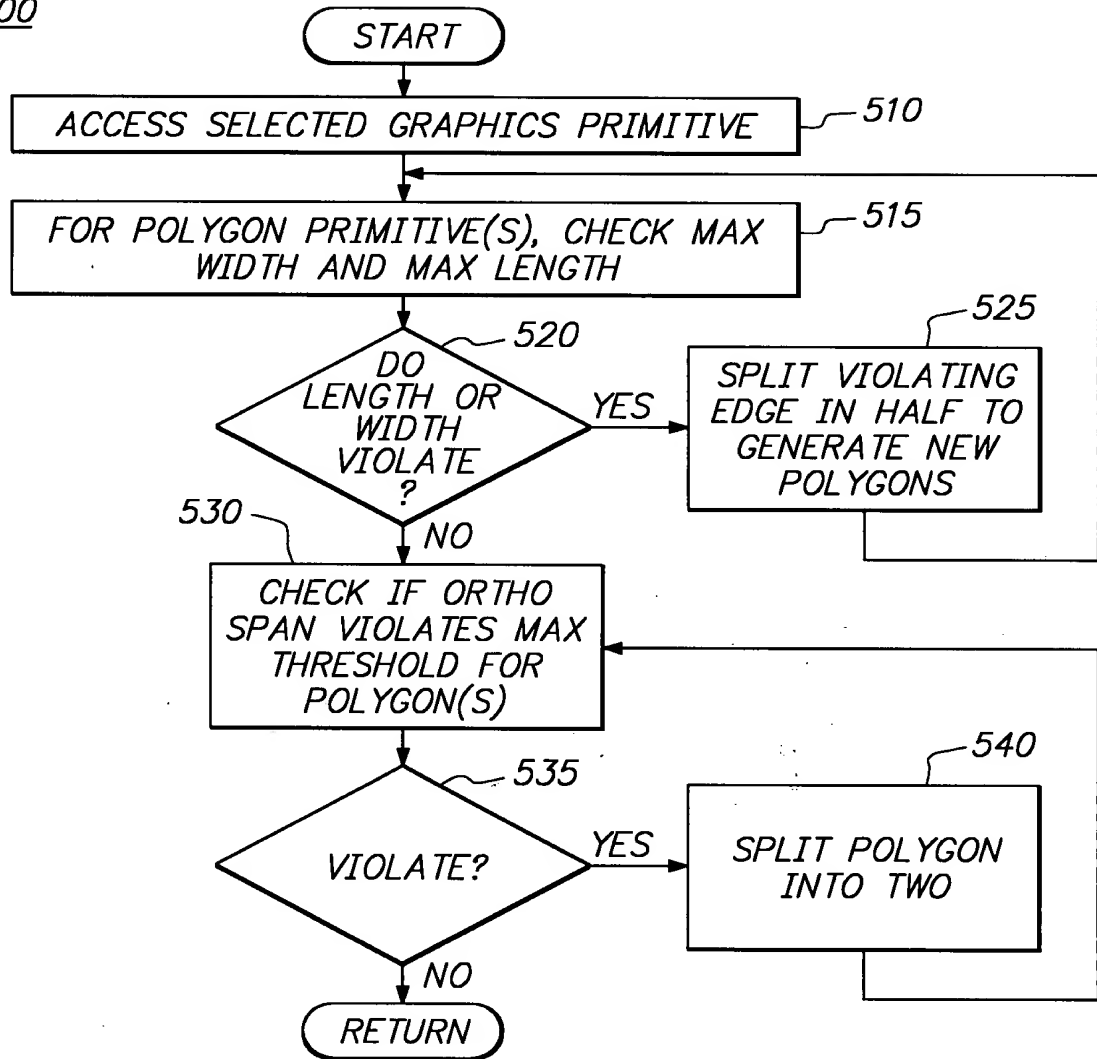 00
START
ACCESS SELECTED GRAPHICS PRIMITIVE
510
FOR POLYGON PRIMITIVE(S), CHECK MAX
WIDTH AND MAX LENGTH
515
DO
LENGTH OR
WIDTH
VIOLATE
?
520
YES
SPLIT VIOLATING
EDGE IN HALF TO
GENERATE NEW
POLYGONS
525
NO
530
CHECK IF ORTHO
SPAN VIOLATES MAX
THRESHOLD FOR
POLYGON(S)
535
VIOLATE?
YES
540
SPLIT POLYGON
INTO TWO
NO
RETURN